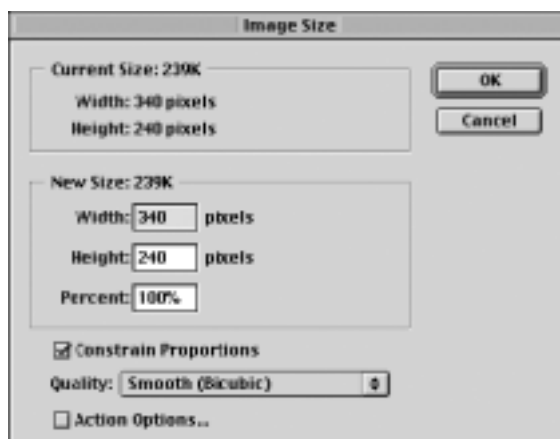 Image Size
Current Size: 239K
Width: 340 pixels
Height: 240 pixels
OK
Cancel
New Size: 239K
Width: 340 pixels
Height: 240 pixels
Percent: 100%
Constrain Proportions
Quality: Smooth (Bicubic)
Action Options...